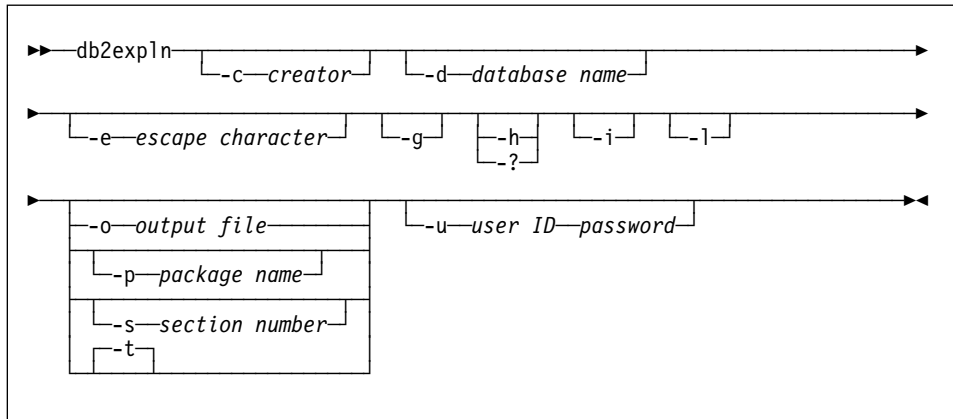 db2expln
-c creator -d database name
-e escape character -g -h -i -l
-?
-o output file -u user ID password
-p package name
-s section number
-t